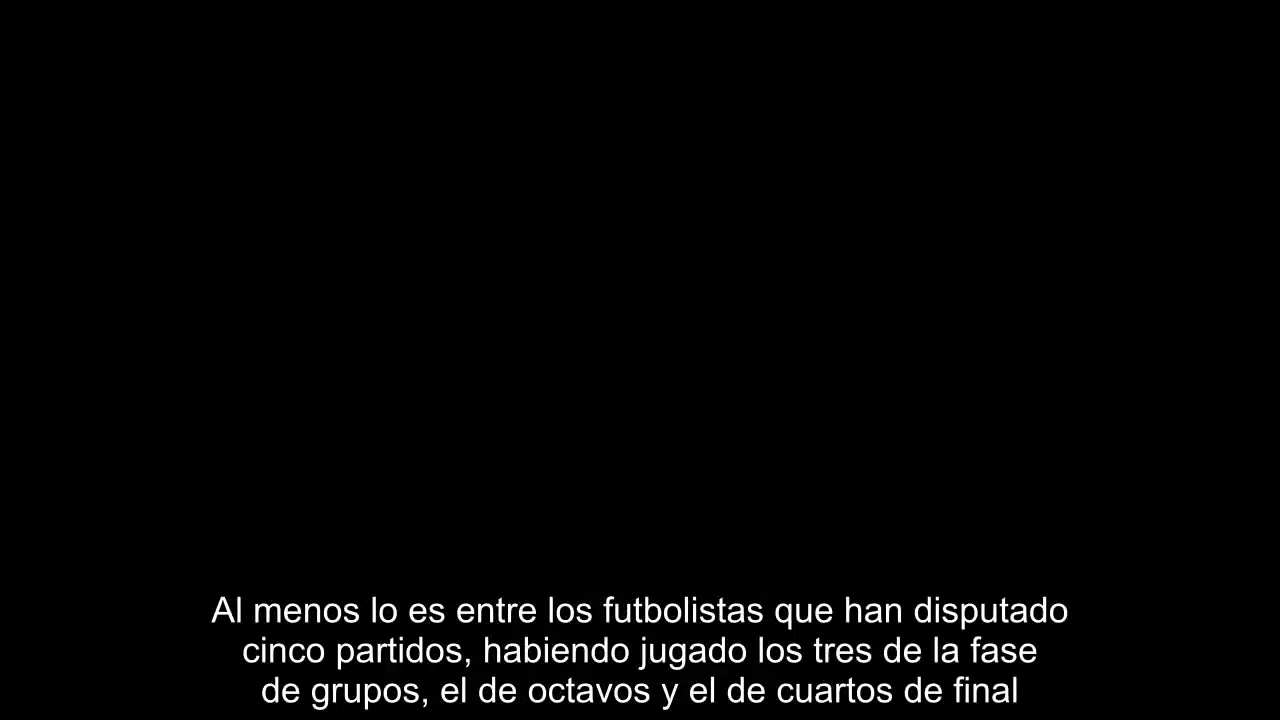 Al menos lo es entre los futbolistas que han disputado
cinco partidos, habiendo jugado los tres de la fase
de grupos, el de octavos y el de cuartos de final